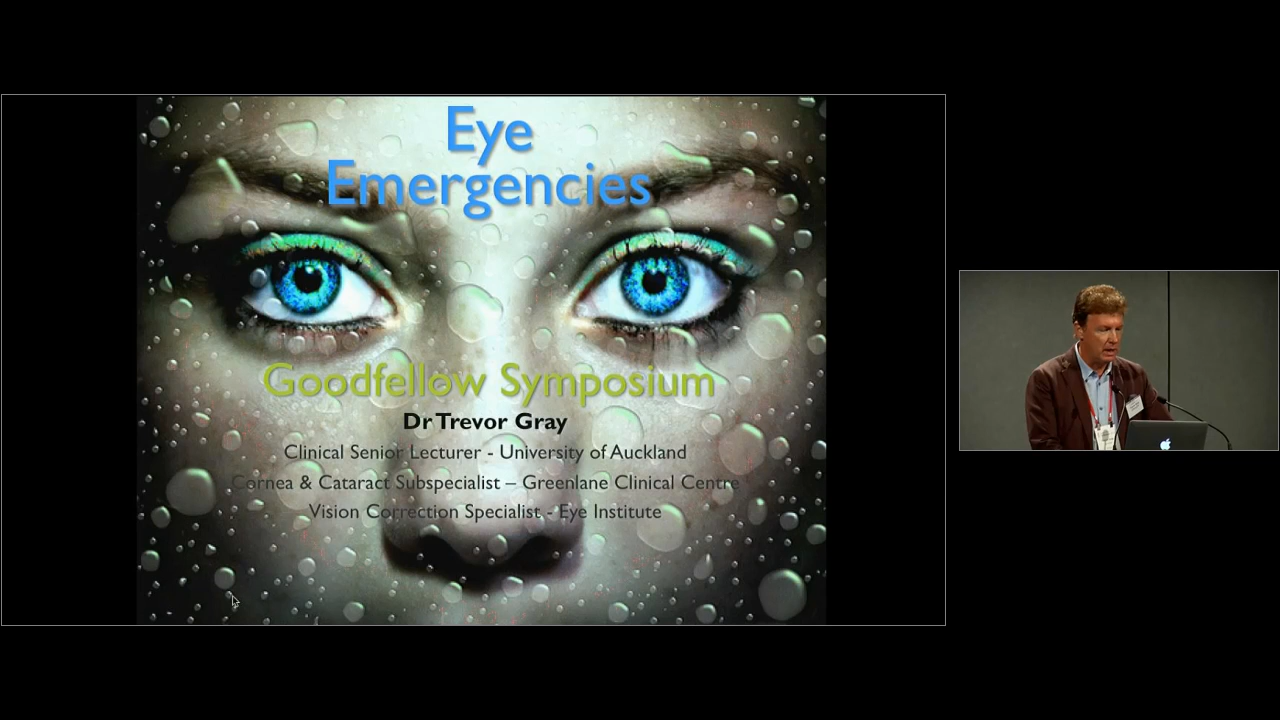 Eye
Emergencies
Goodfellow Symposium
Dr Trevor Gray
Clinical Senior Lecturer - University of Auckland
Cornea & Cataract Subspecialist – Greenlane Clinical Centre
Vision Correction Specialist - Eye Institute